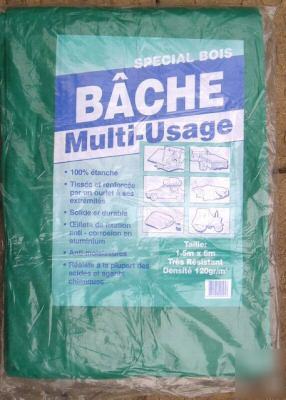 SPECIAL BOIS
BÂCHE
Multi-Usage
• 100% étanche
• Tissée et renforcée
par un ourlet à ses
extrémités
• Solide et durable
• Œillets de fixation
anti - corrosion en
aluminium
• Anti-moisissures
• Résiste à la plupart des
acides et agents
chimiques
Taille:
1.5m x 6m
Très Résistant
Densité 120gr/m²